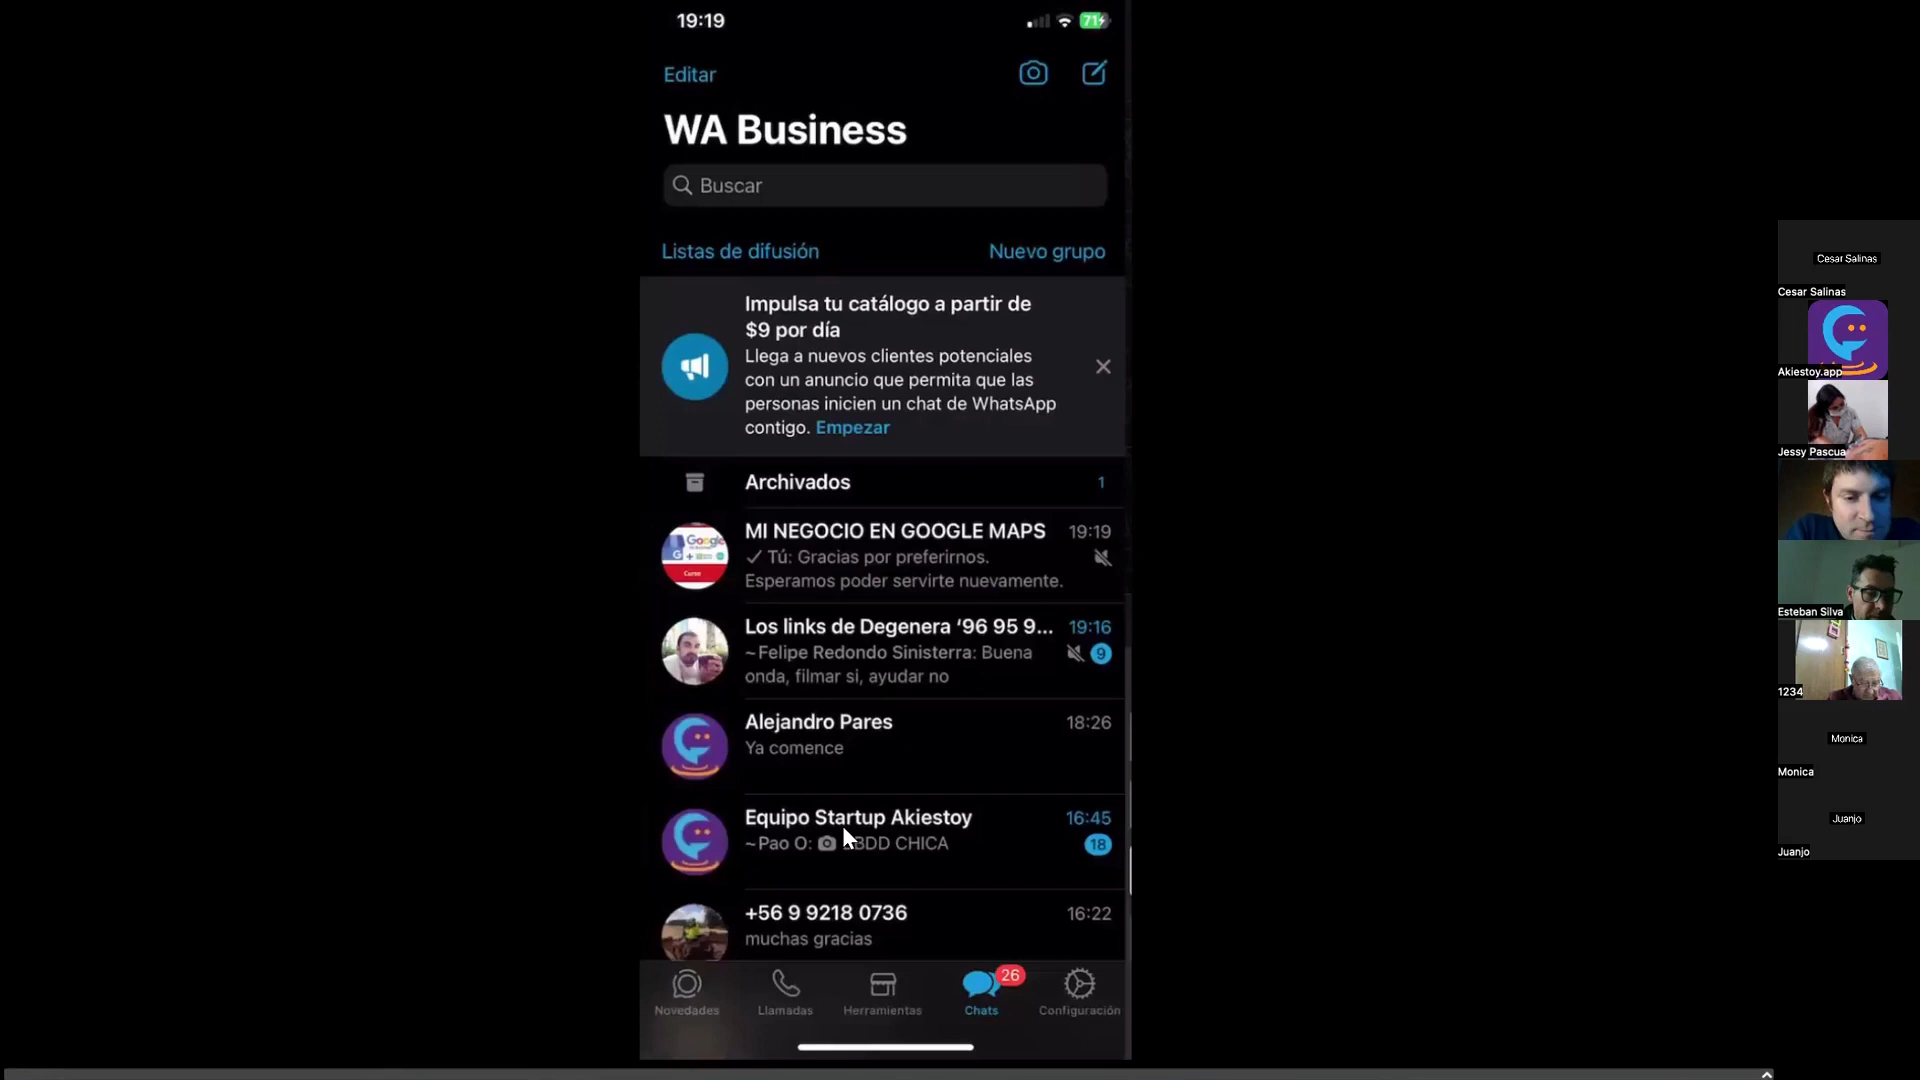 19:19
71
Editar
WA Business
Buscar
Listas de difusión
Nuevo grupo
Impulsa tu catálogo a partir de
$9 por día
Llega a nuevos clientes potenciales
con un anuncio que permita que las
personas inicien un chat de WhatsApp
contigo. Empezar
Archivados 1
MI NEGOCIO EN GOOGLE MAPS 19:19
Tú: Gracias por preferirnos.
Esperamos poder servirte nuevamente.
Google
Curso
Los links de Degenera ‘96 95 9... 19:16
~Felipe Redondo Sinisterra: Buena 9
onda, filmar si, ayudar no
Alejandro Pares 18:26
Ya comence
Equipo Startup Akiestoy 16:45
~Pao O: BDD CHICA 18
+56 9 9218 0736 16:22
muchas gracias
Novedades
Llamadas
Herramientas
Chats 26
Configuración
Cesar Salinas
Cesar Salinas
Akiestoy.app
Jessy Pascua
Esteban Silva
1234
Monica
Monica
Juanjo
Juanjo